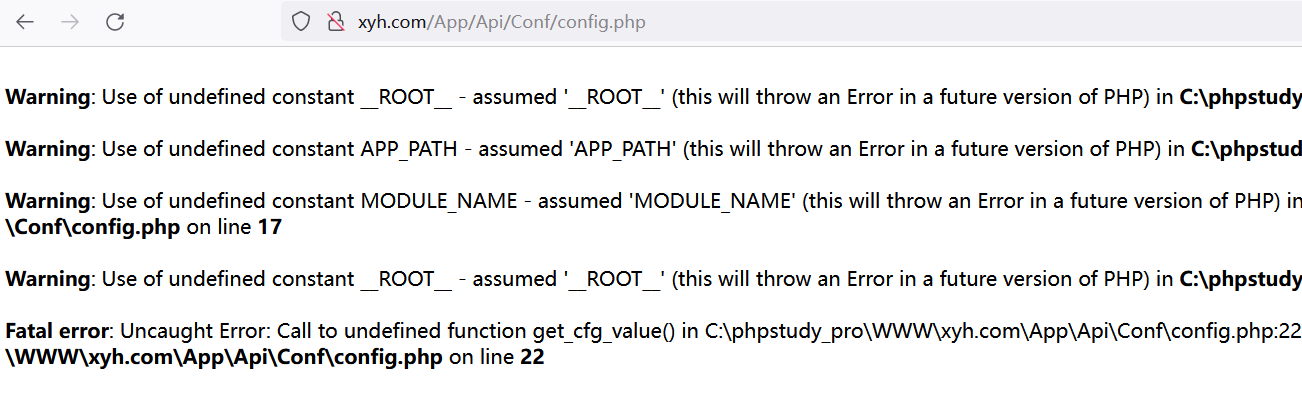 xyh.com/App/Api/Conf/config.php
Warning: Use of undefined constant __ROOT__ - assumed '__ROOT__' (this will throw an Error in a future version of PHP) in C:\phpstudy
Warning: Use of undefined constant APP_PATH - assumed 'APP_PATH' (this will throw an Error in a future version of PHP) in C:\phpstud
Warning: Use of undefined constant MODULE_NAME - assumed 'MODULE_NAME' (this will throw an Error in a future version of PHP) in
\Conf\config.php on line 17
Warning: Use of undefined constant __ROOT__ - assumed '__ROOT__' (this will throw an Error in a future version of PHP) in C:\phpstudy
Fatal error: Uncaught Error: Call to undefined function get_cfg_value() in C:\phpstudy_pro\WWW\xyh.com\App\Api\Conf\config.php:22
\WWW\xyh.com\App\Api\Conf\config.php on line 22